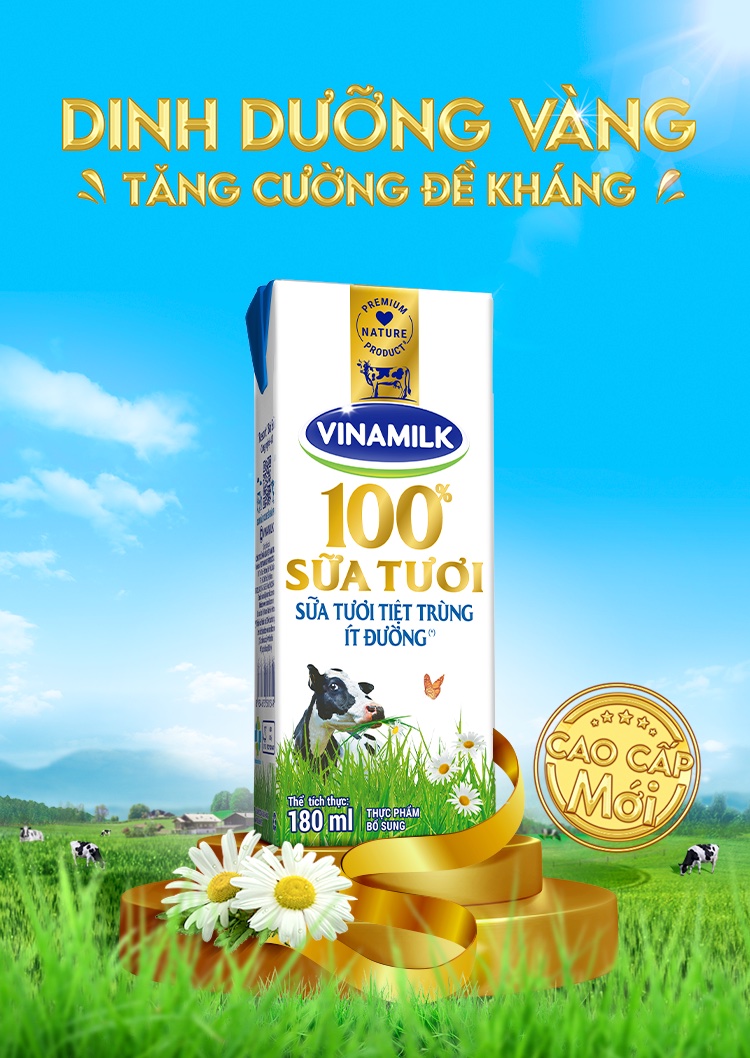 DINH DƯỠNG VÀNG
TĂNG CƯỜNG ĐỀ KHÁNG
PREMIUM
NATURE
PRODUCT
VINAMILK
100%
SỮA TƯƠI
SỮA TƯƠI TIỆT TRÙNG
ÍT ĐƯỜNG(*)
Thể tích thực:
180 ml
THỰC PHẨM
BỔ SUNG
VINAMILK
CAO CẤP
Mới